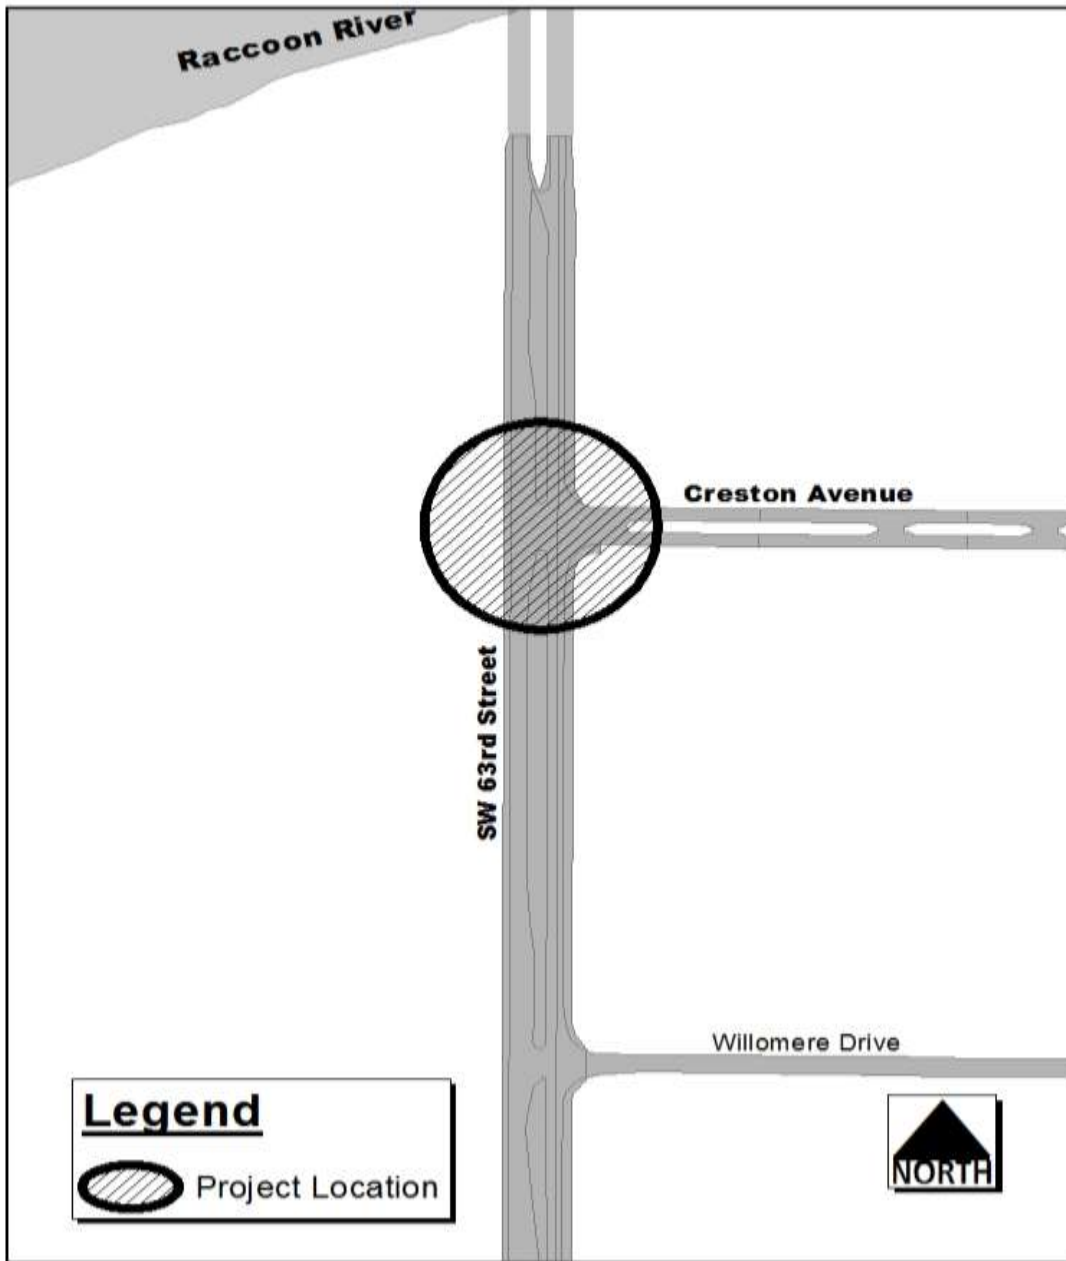 Raccoon River
Creston Avenue
SW 63rd Street
Willomere Drive
Legend
Project Location
NORTH